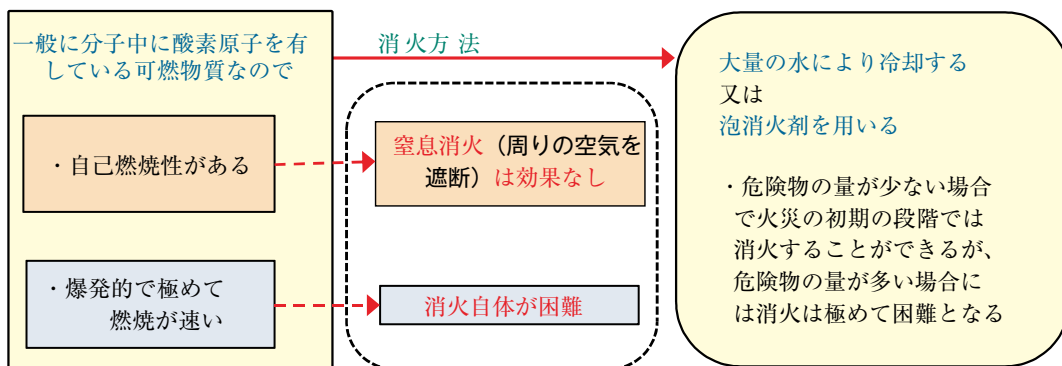 一般に分子中に酸素原子を有
している可燃物質なので
・自己燃焼性がある
・爆発的で極めて
燃焼が速い
消火方法
窒息消火（周りの空気を
遮断）は効果なし
消火自体が困難
大量の水により冷却する
又は
泡消火剤を用いる
・危険物の量が少ない場合
で火災の初期の段階では
消火することができるが、
危険物の量が多い場合に
は消火は極めて困難となる